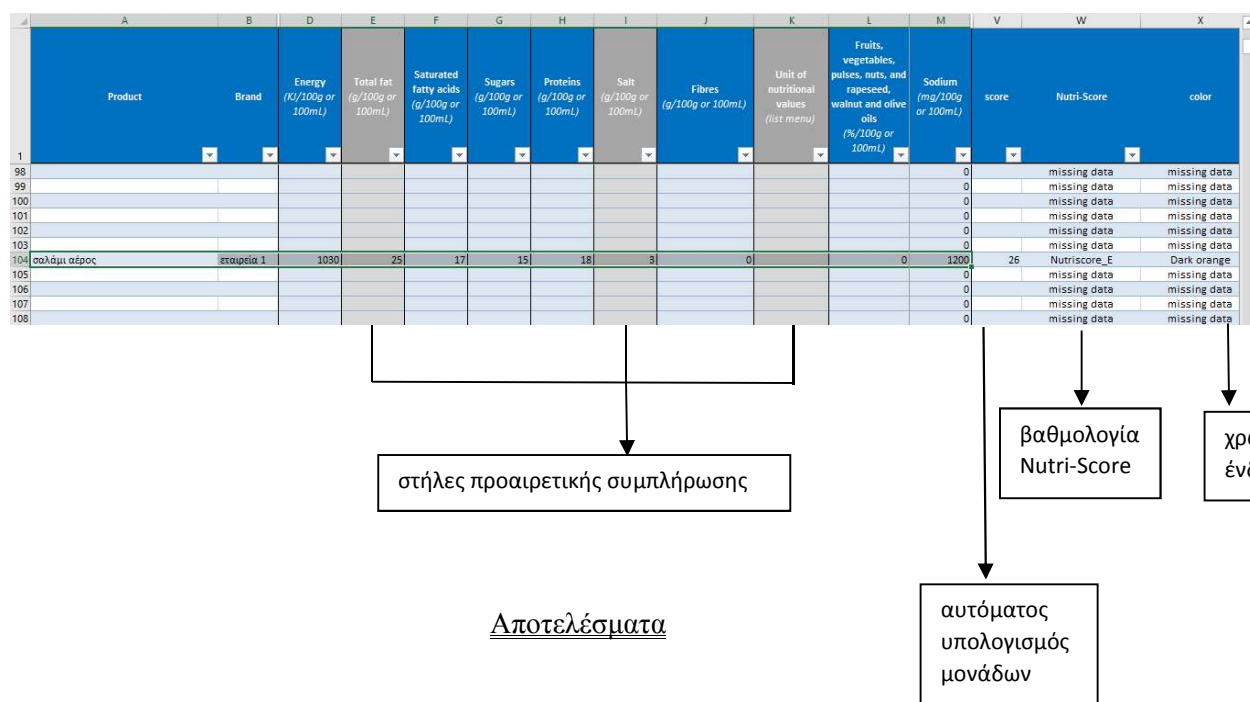 A B D E F G H I J K L M V W X
1 Product Brand Energy (KJ/100g or 100mL) Total fat (g/100g or 100mL) Saturated fatty acids (g/100g or 100mL) Sugars (g/100g or 100mL) Proteins (g/100g or 100mL) Salt (g/100g or 100mL) Fibres (g/100g or 100mL) Unit of nutritional values (list menu) Fruits, vegetables, pulses, nuts, and rapeseed, walnut and olive oils (%/100g or 100mL) Sodium (mg/100g or 100mL) score Nutri-Score color
98 0 missing data missing data
99 0 missing data missing data
100 0 missing data missing data
101 0 missing data missing data
102 0 missing data missing data
103 0 missing data missing data
104 σαλάμι αέρος εταιρεία 1 1030 25 17 15 18 3 0 0 1200 26 Nutriscore_E Dark orange
105 0 missing data missing data
106 0 missing data missing data
107 0 missing data missing data
108 0 missing data missing data
στήλες προαιρετικής συμπλήρωσης
βαθμολογία
Nutri-Score
αυτόματος
υπολογισμός
μονάδων
Αποτελέσματα